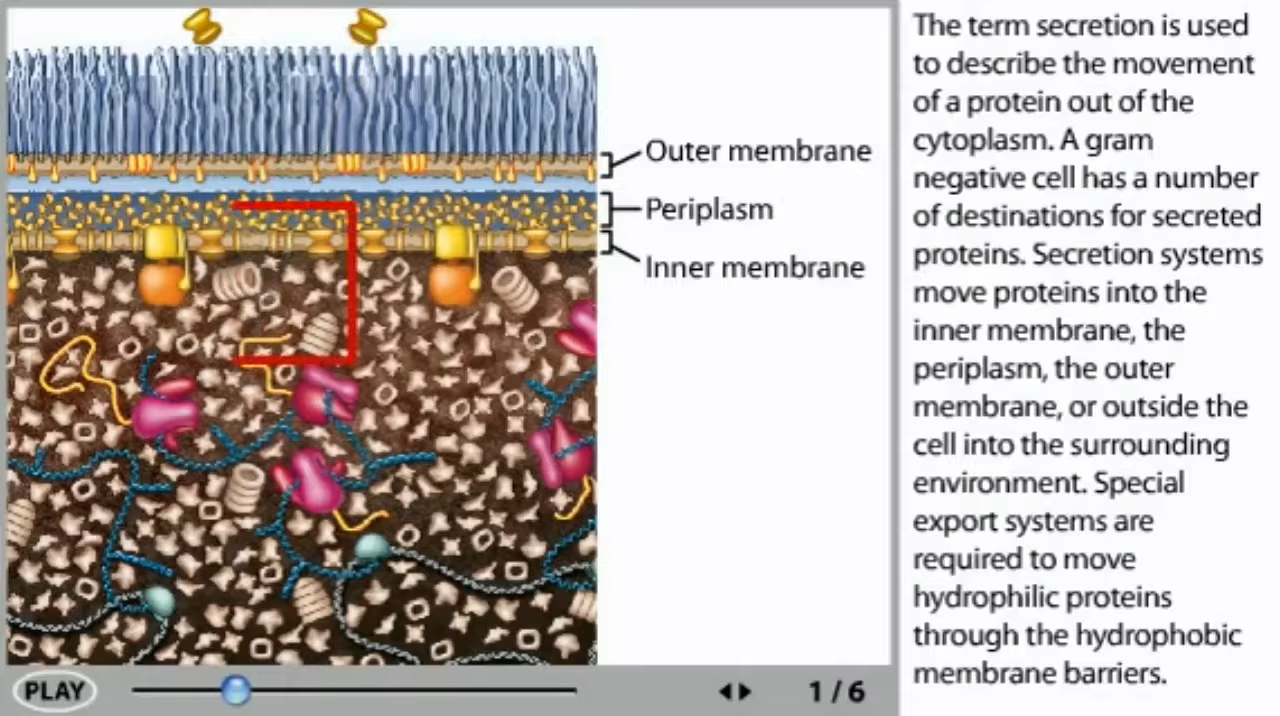 Outer membrane
Periplasm
Inner membrane
PLAY
1 / 6
The term secretion is used
to describe the movement
of a protein out of the
cytoplasm. A gram
negative cell has a number
of destinations for secreted
proteins. Secretion systems
move proteins into the
inner membrane, the
periplasm, the outer
membrane, or outside the
cell into the surrounding
environment. Special
export systems are
required to move
hydrophilic proteins
through the hydrophobic
membrane barriers.